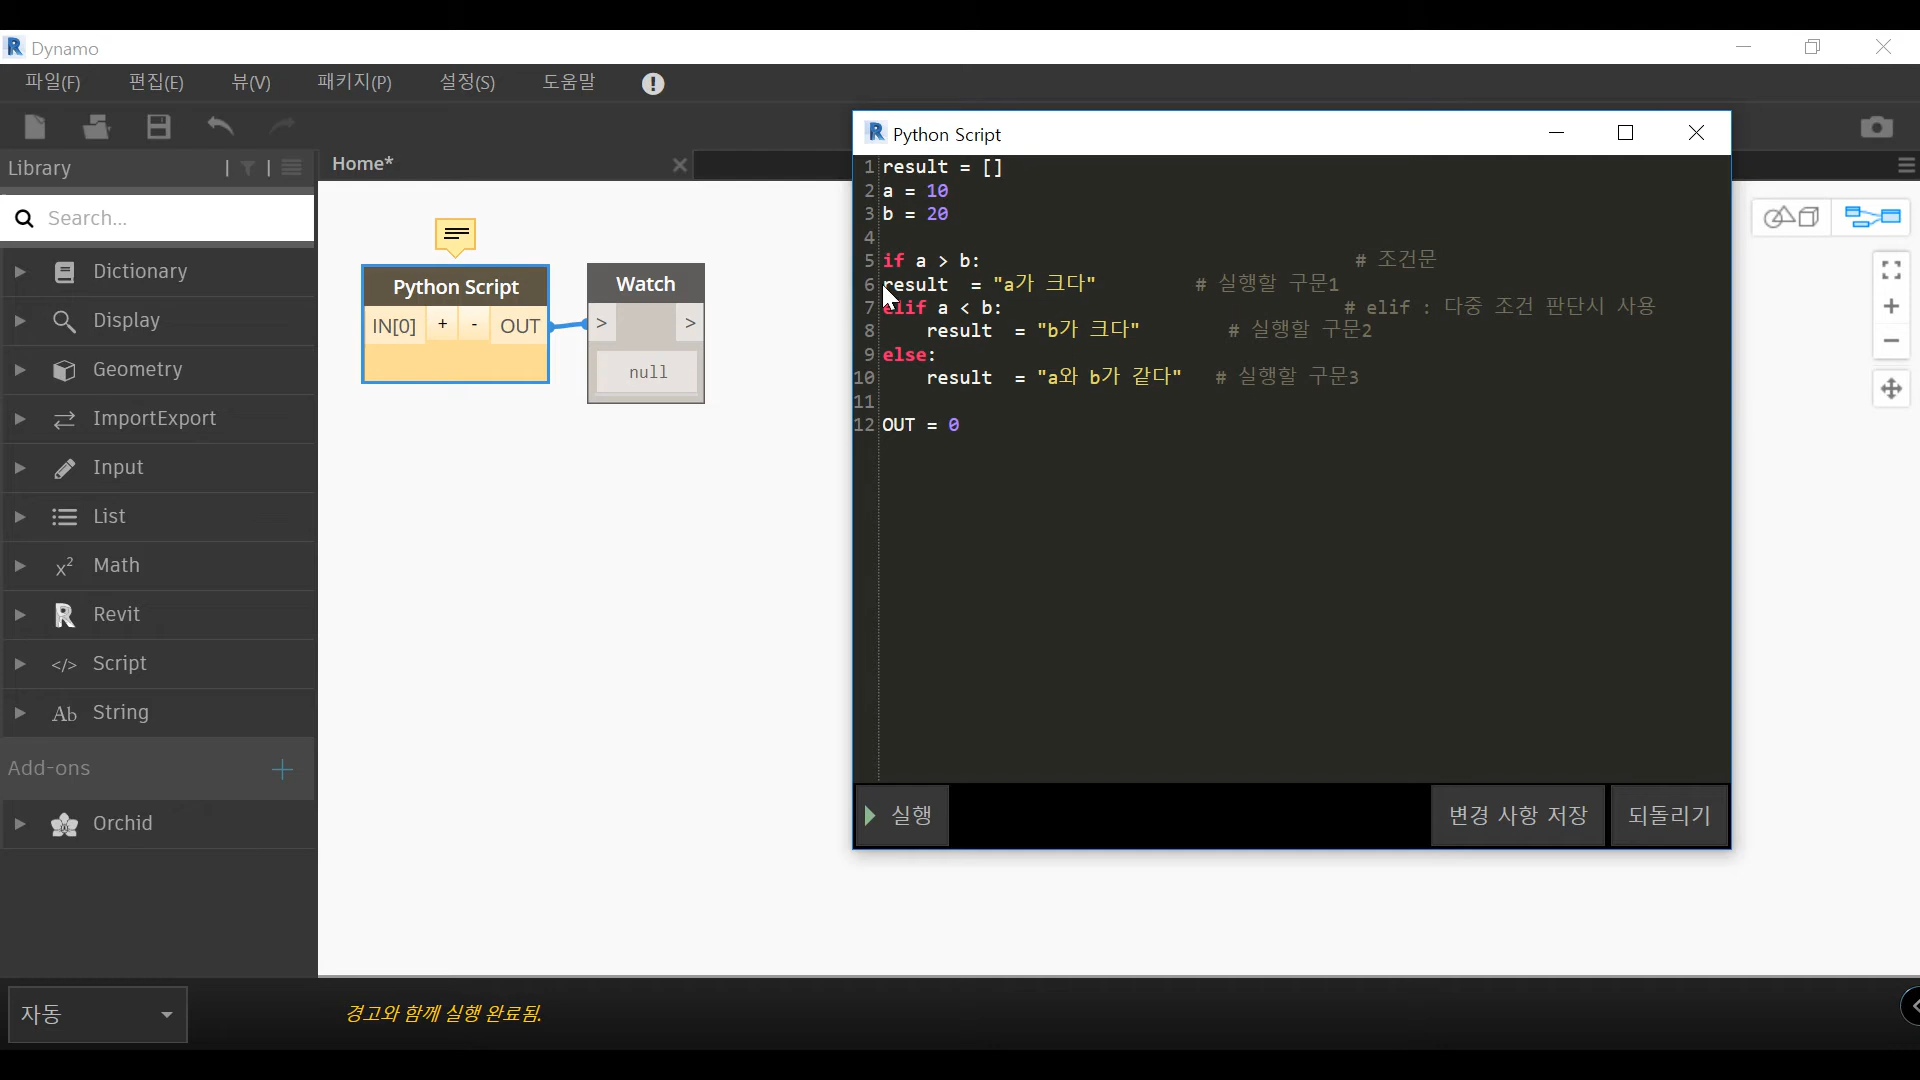 Dynamo
파일(F) 편집(E) 뷰(V) 패키지(P) 설정(S) 도움말
Library
Home*
Search...
Dictionary
Display
Geometry
ImportExport
Input
List
Math
Revit
Script
Ab String
Add-ons
Orchid
Python Script
IN[0] + - OUT
Watch
> >
null
Python Script
1 result = []
2 a = 10
3 b = 20
4
5 if a > b: # 조건문
6 result = "a가 크다" # 실행할 구문1
7 elif a < b: # elif : 다중 조건 판단시 사용
8 result = "b가 크다" # 실행할 구문2
9 else:
10 result = "a와 b가 같다" # 실행할 구문3
11
12 OUT = 0
실행 변경 사항 저장 되돌리기
자동 경고와 함께 실행 완료됨.